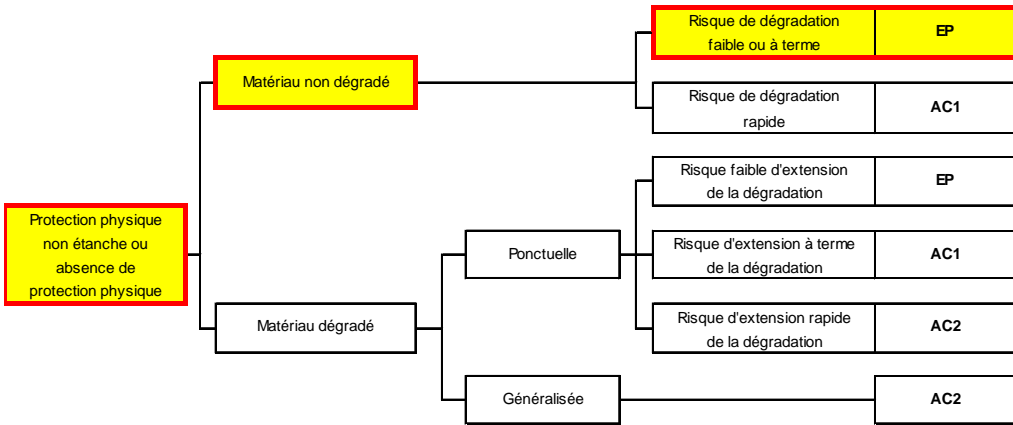 Risque de dégradation
faible ou à terme
EP
Matériau non dégradé
Risque de dégradation
rapide
AC1
Risque faible d'extension
de la dégradation
EP
Protection physique
non étanche ou
absence de
protection physique
Ponctuelle
Risque d'extension à terme
de la dégradation
AC1
Matériau dégradé
Risque d'extension rapide
de la dégradation
AC2
Généralisée
AC2